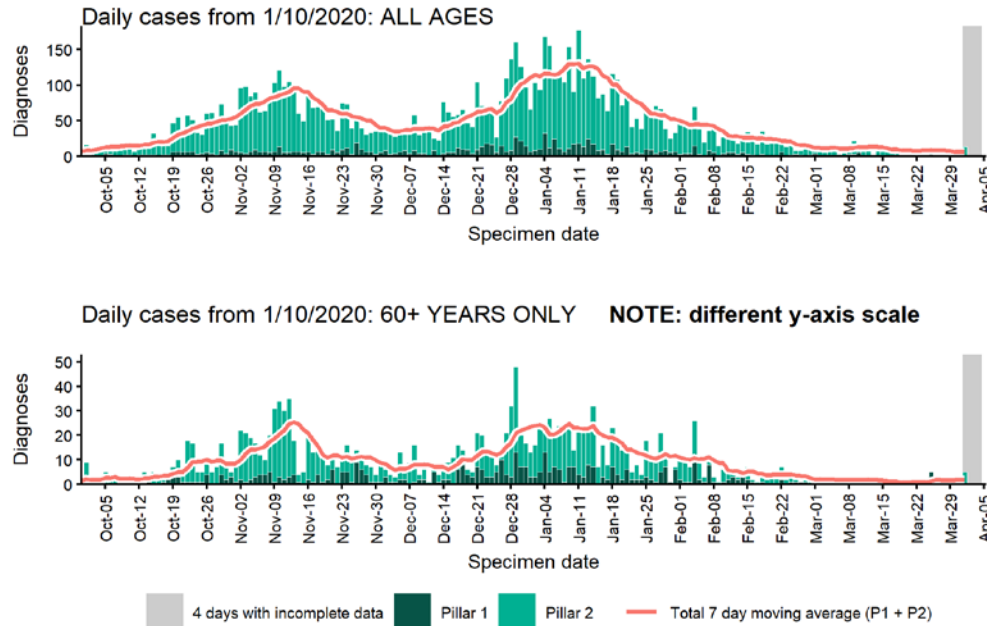 Daily cases from 1/10/2020: ALL AGES
Diagnoses
150
100
50
0
Oct-05 Oct-12 Oct-19 Oct-26 Nov-02 Nov-09 Nov-16 Nov-23 Nov-30 Dec-07 Dec-14 Dec-21 Dec-28 Jan-04 Jan-11 Jan-18 Jan-25 Feb-01 Feb-08 Feb-15 Feb-22 Mar-01 Mar-08 Mar-15 Mar-22 Mar-29 Apr-05
Specimen date
Daily cases from 1/10/2020: 60+ YEARS ONLY NOTE: different y-axis scale
Diagnoses
50
40
30
20
10
0
Oct-05 Oct-12 Oct-19 Oct-26 Nov-02 Nov-09 Nov-16 Nov-23 Nov-30 Dec-07 Dec-14 Dec-21 Dec-28 Jan-04 Jan-11 Jan-18 Jan-25 Feb-01 Feb-08 Feb-15 Feb-22 Mar-01 Mar-08 Mar-15 Mar-22 Mar-29 Apr-05
Specimen date
4 days with incomplete data Pillar 1 Pillar 2 Total 7 day moving average (P1 + P2)